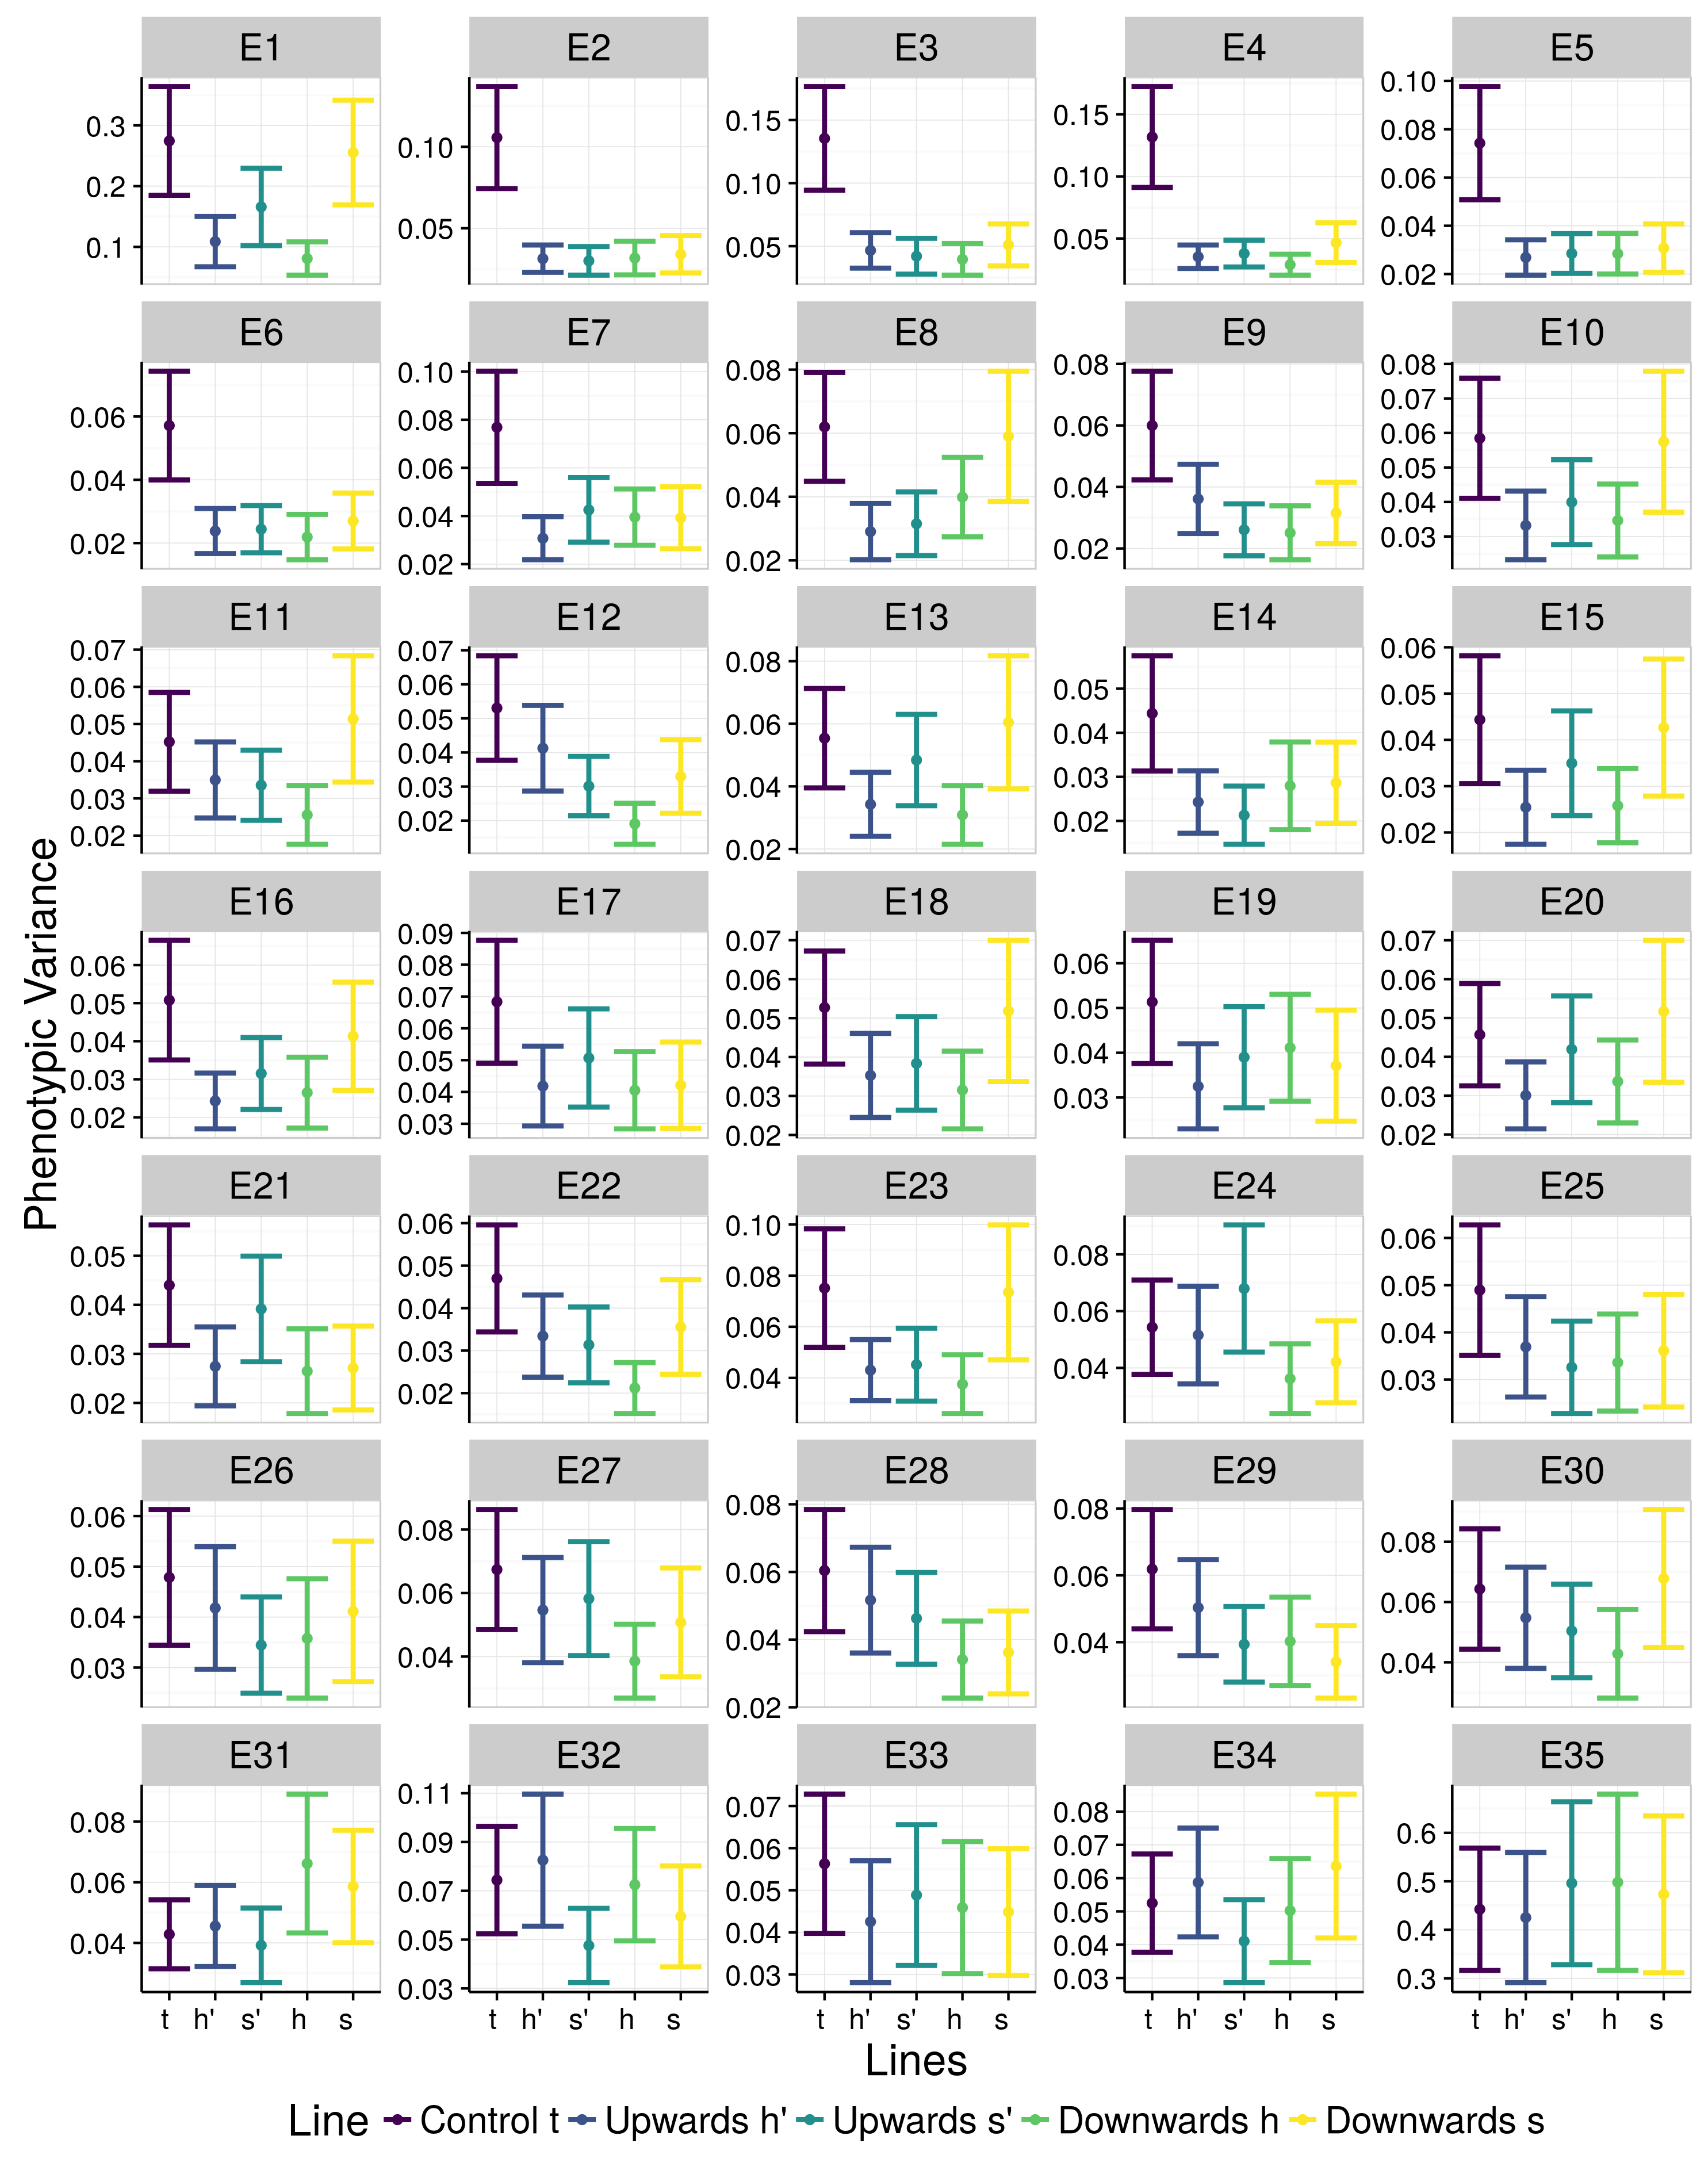 E1 E2 E3 E4 E5
0.3 0.2 0.1
0.10 0.05
0.15 0.10 0.05
0.15 0.10 0.05
0.10 0.08 0.06 0.04 0.02
E6 E7 E8 E9 E10
0.06 0.04 0.02
0.10 0.08 0.06 0.04 0.02
0.08 0.06 0.04 0.02
0.08 0.06 0.04 0.02
0.08 0.07 0.06 0.05 0.04 0.03
E11 E12 E13 E14 E15
0.07 0.06 0.05 0.04 0.03 0.02
0.07 0.06 0.05 0.04 0.03 0.02
0.08 0.06 0.04 0.02
0.05 0.04 0.03 0.02
0.06 0.05 0.04 0.03 0.02
Phenotypic Variance
E16 E17 E18 E19 E20
0.06 0.05 0.04 0.03 0.02
0.09 0.08 0.07 0.06 0.05 0.04 0.03
0.07 0.06 0.05 0.04 0.03 0.02
0.06 0.05 0.04 0.03
0.07 0.06 0.05 0.04 0.03 0.02
E21 E22 E23 E24 E25
0.05 0.04 0.03 0.02
0.06 0.05 0.04 0.03 0.02
0.10 0.08 0.06 0.04
0.08 0.06 0.04
0.06 0.05 0.04 0.03
E26 E27 E28 E29 E30
0.06 0.05 0.04 0.03
0.08 0.06 0.04
0.08 0.06 0.04 0.02
0.08 0.06 0.04
0.08 0.06 0.04
E31 E32 E33 E34 E35
0.08 0.06 0.04
0.11 0.09 0.07 0.05 0.03
0.07 0.06 0.05 0.04 0.03
0.08 0.07 0.06 0.05 0.04 0.03
0.6 0.5 0.4 0.3
t h' s' h s t h' s' h s t h' s' h s t h' s' h s t h' s' h s
Lines
Line Control t Upwards h' Upwards s' Downwards h Downwards s